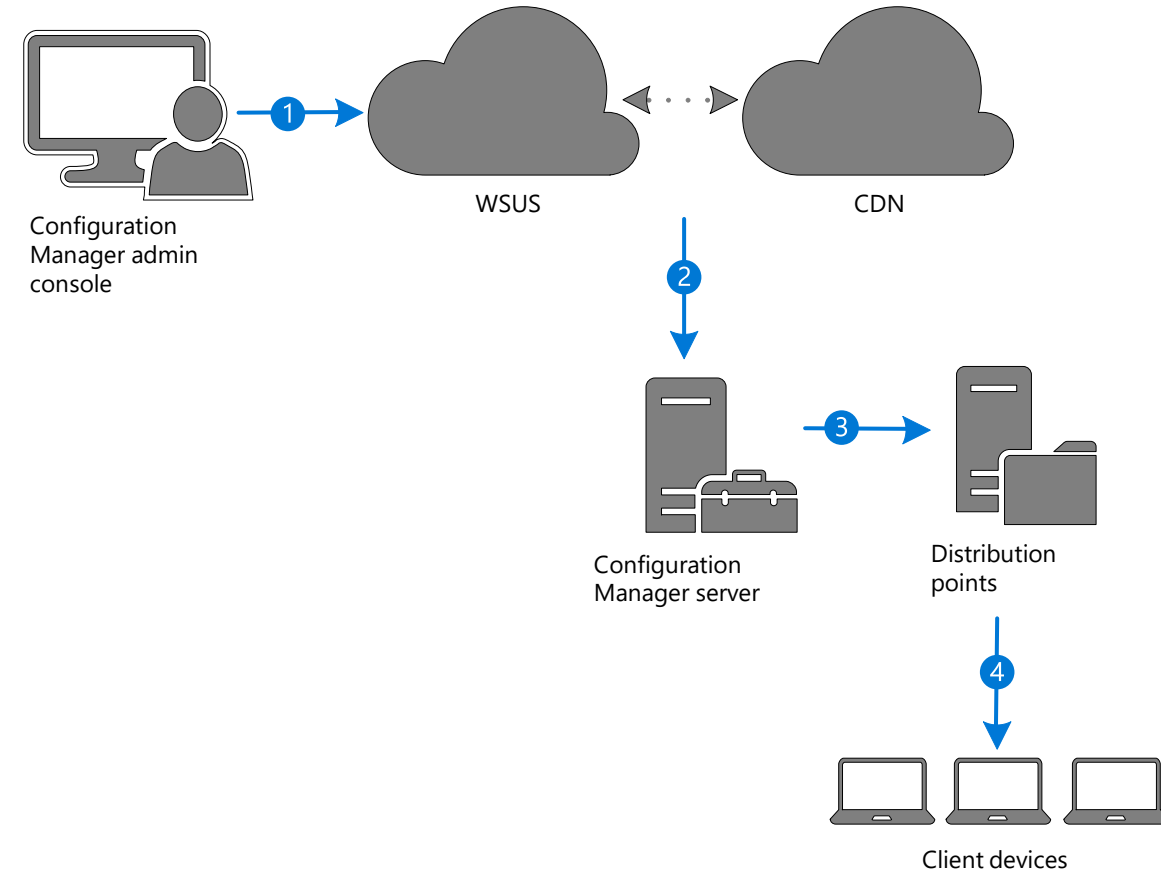 1
WSUS
CDN
Configuration
Manager admin
console
2
3
Configuration
Manager server
Distribution
points
4
Client devices